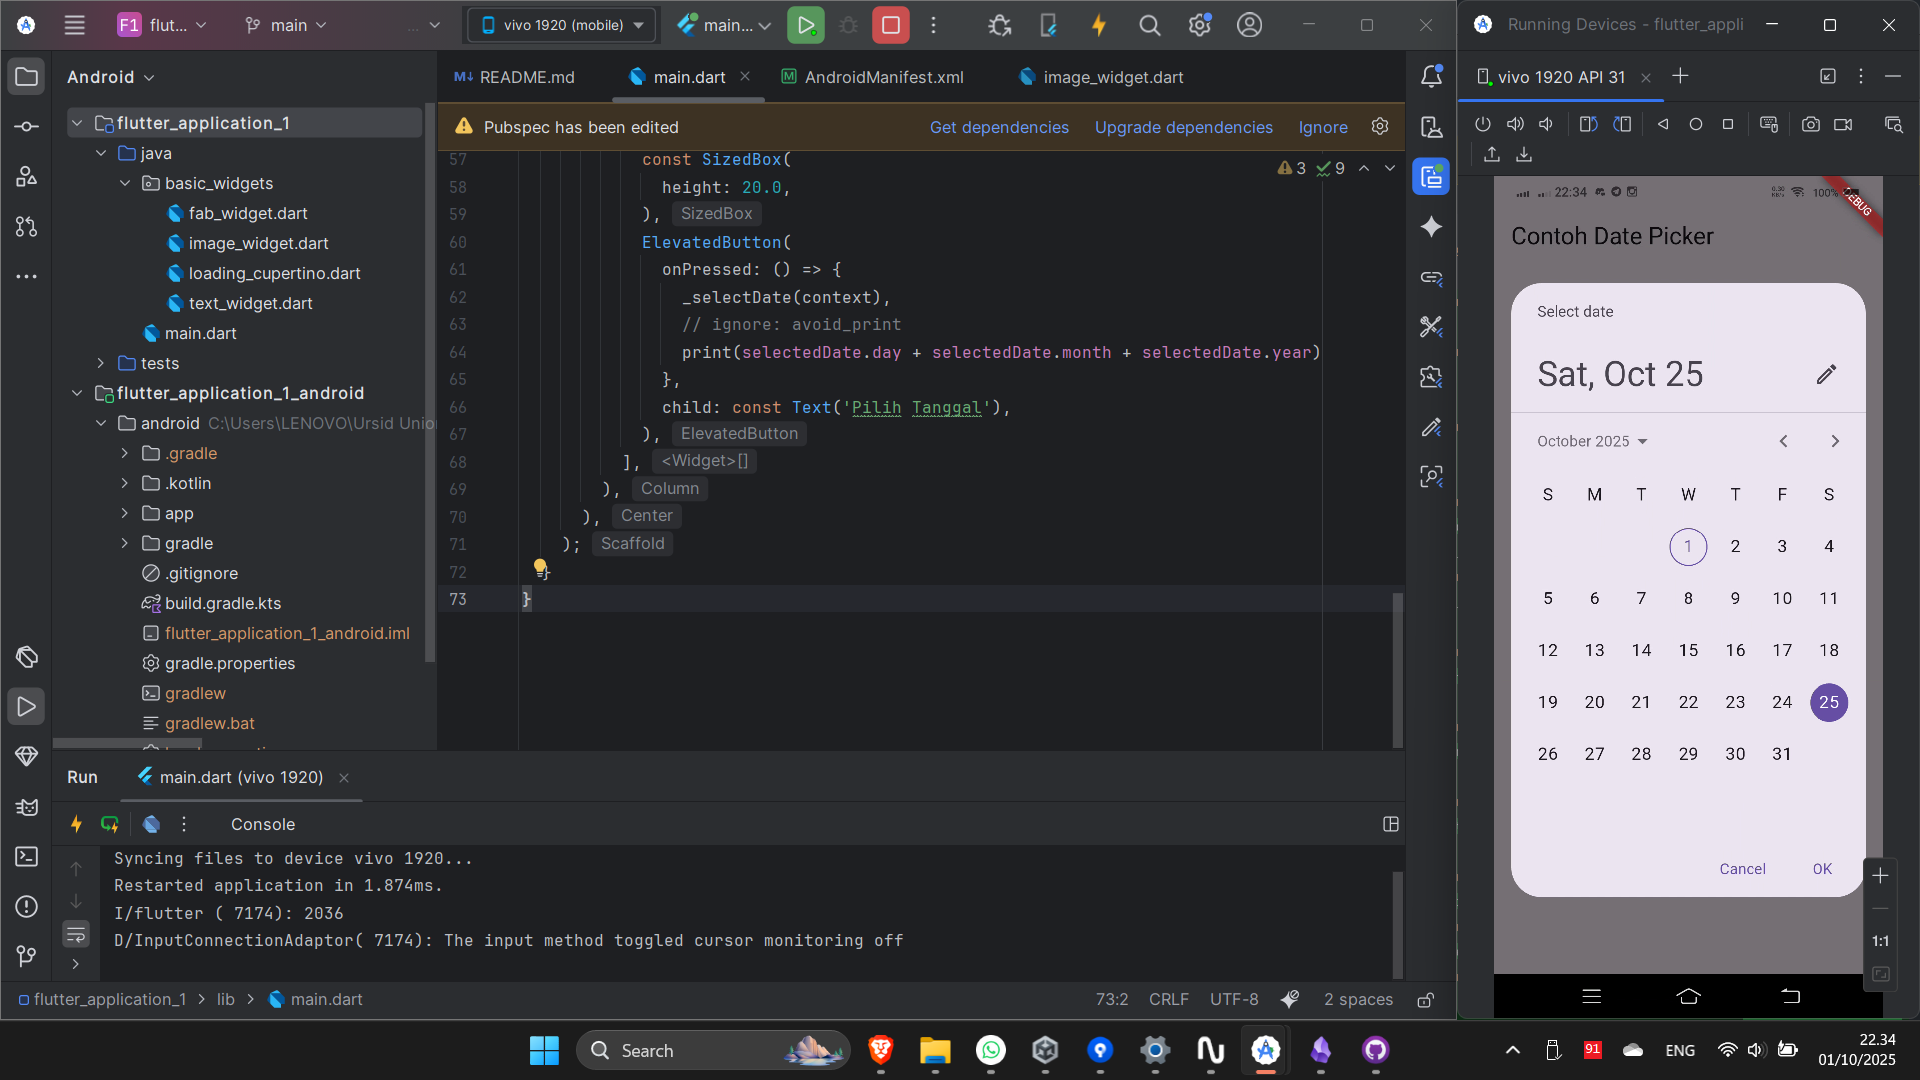 F1 flut...
main
...
vivo 1920 (mobile)
main...
Running Devices - flutter_appli
Android
README.md
main.dart
AndroidManifest.xml
image_widget.dart
vivo 1920 API 31
flutter_application_1
java
basic_widgets
fab_widget.dart
image_widget.dart
loading_cupertino.dart
text_widget.dart
main.dart
tests
flutter_application_1_android
android C:\Users\LENOVO\Ursid Unio
.gradle
.kotlin
app
gradle
.gitignore
build.gradle.kts
flutter_application_1_android.iml
gradle.properties
gradlew
gradlew.bat
Pubspec has been edited
Get dependencies
Upgrade dependencies
Ignore
3
9
57 const SizedBox(
58 height: 20.0,
59 ), SizedBox
60 ElevatedButton(
61 onPressed: () => {
62 _selectDate(context),
63 // ignore: avoid_print
64 print(selectedDate.day + selectedDate.month + selectedDate.year)
65 },
66 child: const Text('Pilih Tanggal'),
67 ), ElevatedButton
68 ], <Widget>[]
69 ), Column
70 ), Center
71 ); Scaffold
72 }
73 }
22:34
0.30
KB/s
100%
DEBUG
Contoh Date Picker
Select date
Sat, Oct 25
October 2025
S M T W T F S
1 2 3 4
5 6 7 8 9 10 11
12 13 14 15 16 17 18
19 20 21 22 23 24 25
26 27 28 29 30 31
Cancel
OK
1:1
Run
main.dart (vivo 1920)
Console
Syncing files to device vivo 1920...
Restarted application in 1.874ms.
I/flutter ( 7174): 2036
D/InputConnectionAdaptor( 7174): The input method toggled cursor monitoring off
flutter_application_1 > lib > main.dart
73:2
CRLF
UTF-8
2 spaces
Search
91
ENG
22.34
01/10/2025